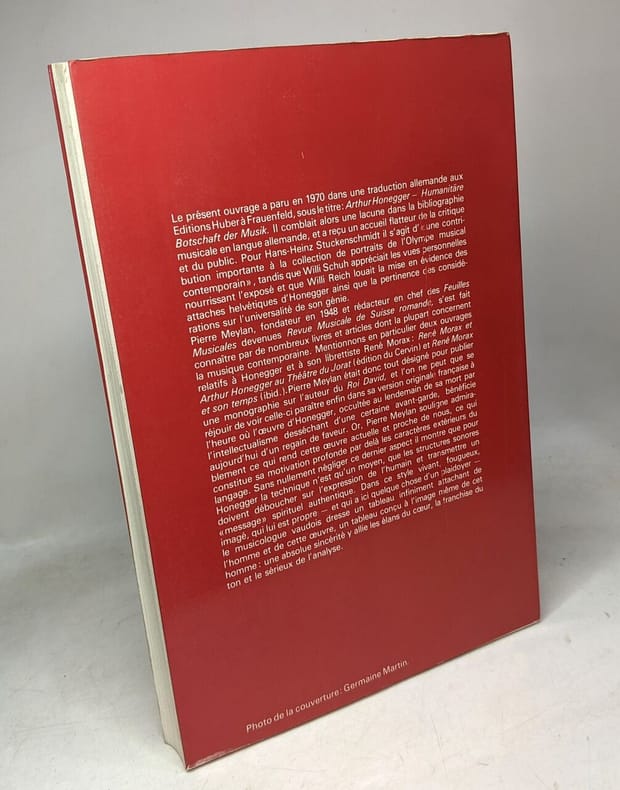 Le présent ouvrage a paru en 1970 dans une traduction allemande aux
Editions Huber à Frauenfeld, sous le titre: Arthur Honegger – Humanitäre
Botschaft der Musik. Il comblait alors une lacune dans la bibliographie
musicale en langue allemande, et a reçu un accueil flatteur de la critique
et du public. Pour Hans-Heinz Stuckenschmidt il s'agit d'«une contri-
bution importante à la collection de portraits de l'Olympe musical
contemporain», tandis que Willi Schuh appréciait les vues personnelles
nourrissant l'exposé et que Willi Reich louait la mise en évidence des
attaches helvétiques d'Honegger ainsi que la pertinence des considé-
rations sur l'universalité de son génie.
Pierre Meylan, fondateur en 1948 et rédacteur en chef des Feuilles
Musicales devenues Revue Musicale de Suisse romande, s'est fait
connaître par de nombreux livres et articles dont la plupart concernent
la musique contemporaine. Mentionnons en particulier deux ouvrages
relatifs à Honegger et à son librettiste René Morax: René Morax et
Arthur Honegger au Théâtre du Jorat (édition du Cervin) et René Morax
et son temps (ibid.). Pierre Meylan était donc tout désigné pour publier
une monographie sur l'auteur du Roi David, et l'on ne peut que se
réjouir de voir celle-ci paraître enfin dans sa version originale française à
l'heure où l'œuvre d'Honegger, occultée au lendemain de sa mort par
l'intellectualisme desséchant d'une certaine avant-garde, bénéficie
aujourd'hui d'un regain de faveur. Or, Pierre Meylan souligne admira-
blement ce qui rend cette œuvre actuelle et proche de nous, ce qui
constitue sa motivation profonde par delà les caractères extérieurs du
langage. Sans nullement négliger ce dernier aspect il montre que pour
Honegger la technique n'est qu'un moyen, que les structures sonores
doivent déboucher sur l'expression de l'humain et transmettre un
«message» spirituel authentique. Dans ce style vivant, fougueux,
imagé, qui lui est propre – et qui a ici quelque chose d'un plaidoyer –
le musicologue vaudois dresse un tableau infiniment attachant de
l'homme et de cette œuvre, un tableau conçu à l'image même de cet
homme: une absolue sincérité y allie les élans du cœur, la franchise du
ton et le sérieux de l'analyse.
Photo de la couverture: Germaine Martin.